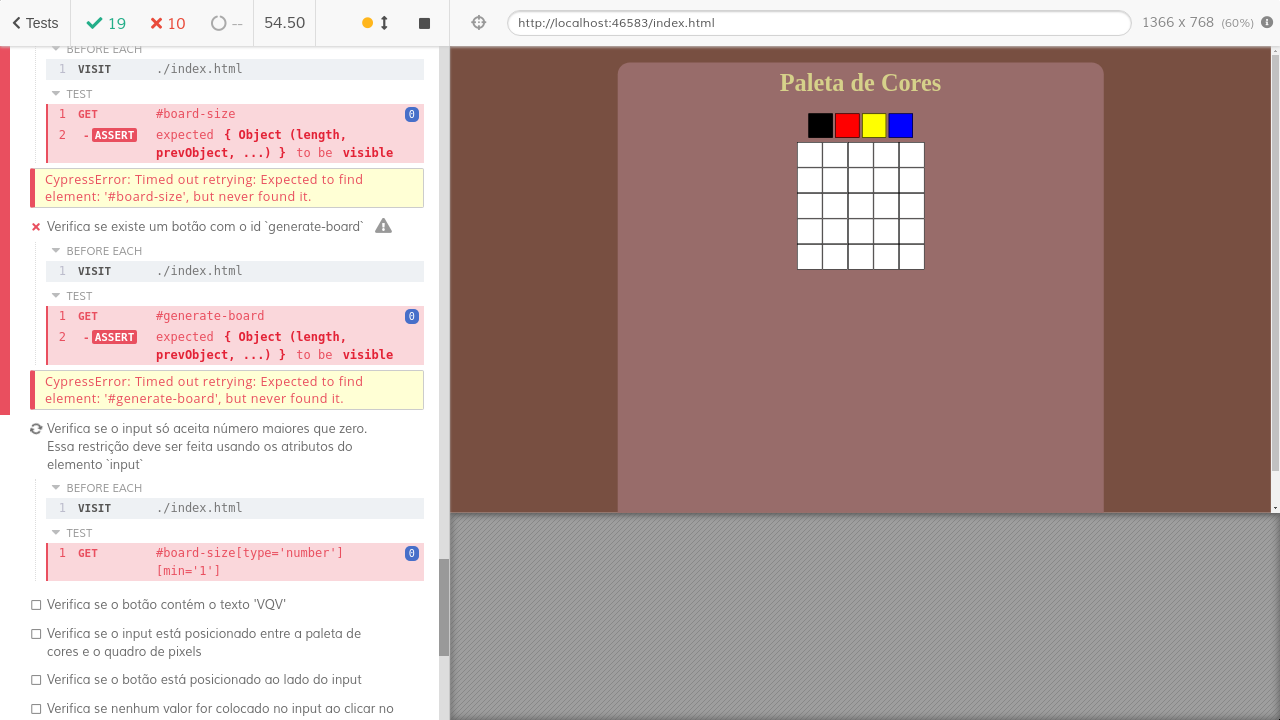 Tests
19
10
--
54.50
http://localhost:46583/index.html
1366 x 768 (60%)
BEFORE EACH
1 VISIT ./index.html
TEST
1 GET #board-size 0
2 -ASSERT expected { Object (length,
prevObject, ...) } to be visible
CypressError: Timed out retrying: Expected to find
element: '#board-size', but never found it.
Verifica se existe um botão com o id `generate-board`
BEFORE EACH
1 VISIT ./index.html
TEST
1 GET #generate-board 0
2 -ASSERT expected { Object (length,
prevObject, ...) } to be visible
CypressError: Timed out retrying: Expected to find
element: '#generate-board', but never found it.
Verifica se o input só aceita número maiores que zero.
Essa restrição deve ser feita usando os atributos do
elemento `input`
BEFORE EACH
1 VISIT ./index.html
TEST
1 GET #board-size[type='number'] 0
[min='1']
Verifica se o botão contém o texto 'VQV'
Verifica se o input está posicionado entre a paleta de
cores e o quadro de pixels
Verifica se o botão está posicionado ao lado do input
Verifica se nenhum valor for colocado no input ao clicar no
Paleta de Cores